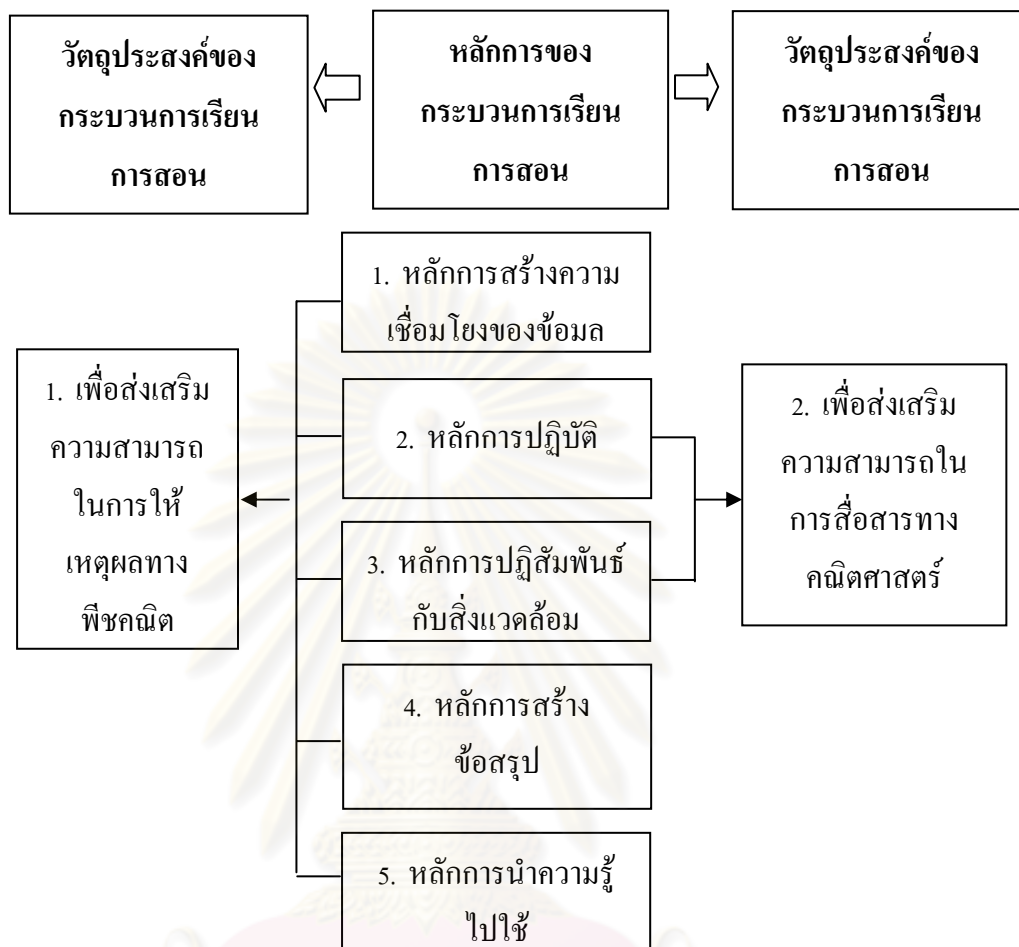 วัตถุประสงค์ของ
กระบวนการเรียน
การสอน
หลักการของ
กระบวนการเรียน
การสอน
วัตถุประสงค์ของ
กระบวนการเรียน
การสอน
1. หลักการสร้างความ
เชื่อมโยงของข้อมล
1. เพื่อส่งเสริม
ความสามารถ
ในการให้
เหตุผลทาง
พีชคณิต
2. หลักการปฏิบัติ
3. หลักการปฏิสัมพันธ์
กับสิ่งแวดล้อม
4. หลักการสร้าง
ข้อสรุป
5. หลักการนำความรู้
ไปใช้
2. เพื่อส่งเสริม
ความสามารถใน
การสื่อสารทาง
คณิตศาสตร์